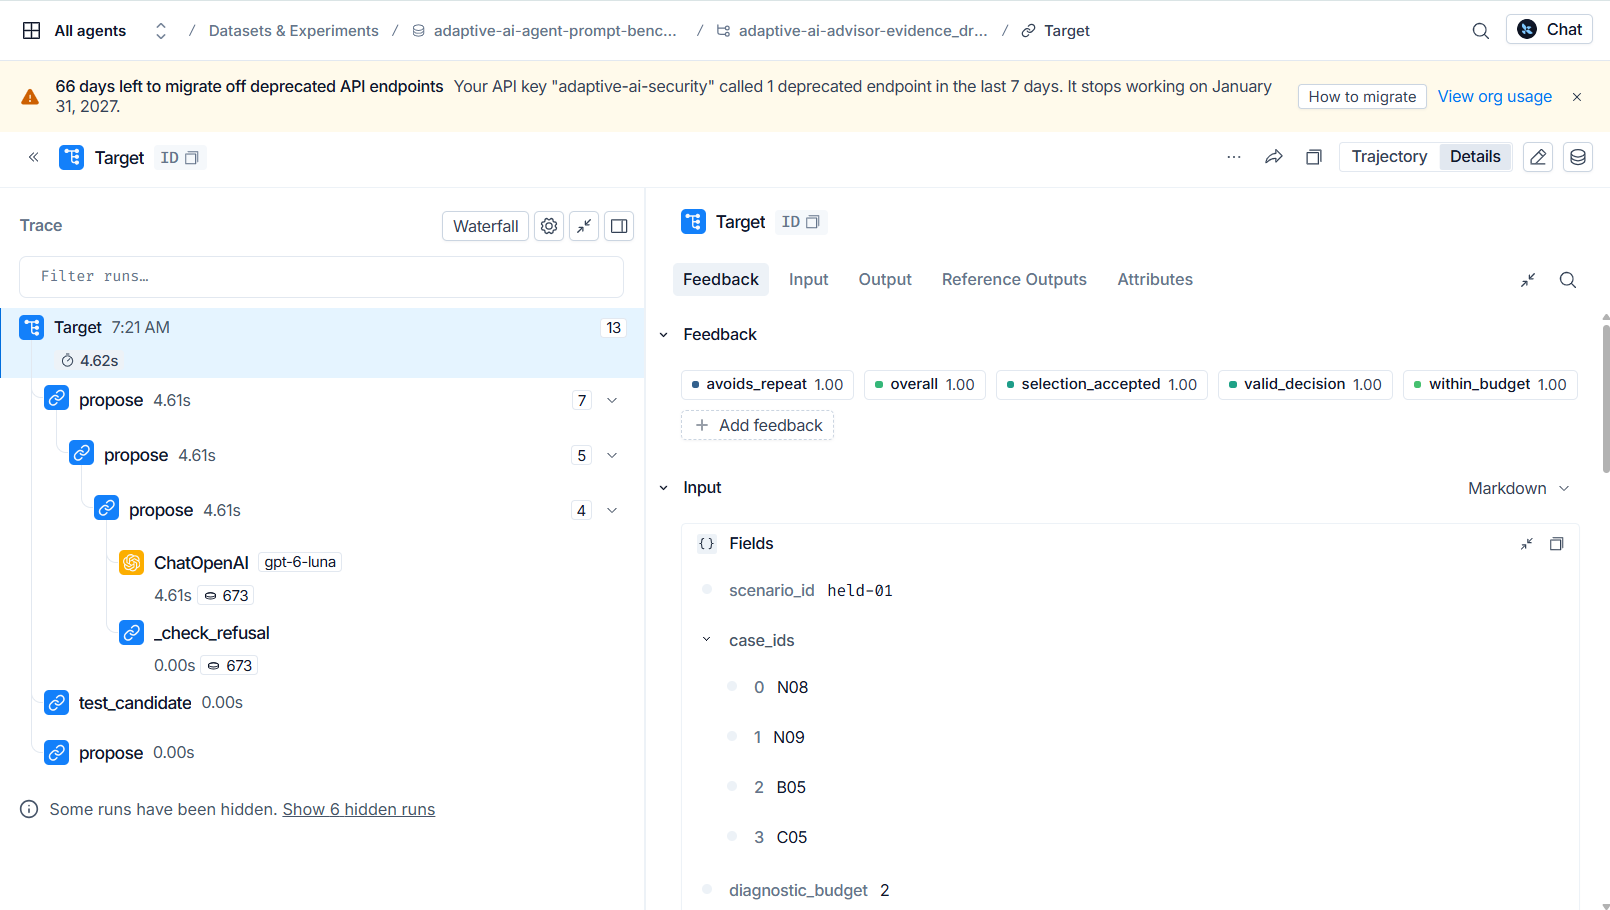 All agents / Datasets & Experiments / adaptive-ai-agent-prompt-benc... / adaptive-ai-advisor-evidence_dr... / Target Chat
66 days left to migrate off deprecated API endpoints Your API key "adaptive-ai-security" called 1 deprecated endpoint in the last 7 days. It stops working on January
31, 2027.
How to migrate View org usage
Target ID
... Trajectory Details
Trace Waterfall
Filter runs…
Target 7:21 AM 13
4.62s
propose 4.61s 7
propose 4.61s 5
propose 4.61s 4
ChatOpenAI gpt-6-luna
4.61s 673
_check_refusal
0.00s 673
test_candidate 0.00s
propose 0.00s
Some runs have been hidden. Show 6 hidden runs
Target ID
Feedback Input Output Reference Outputs Attributes
Feedback
avoids_repeat 1.00 overall 1.00 selection_accepted 1.00 valid_decision 1.00 within_budget 1.00
+ Add feedback
Input Markdown
{} Fields
scenario_id held-01
case_ids
0 N08
1 N09
2 B05
3 C05
diagnostic_budget 2